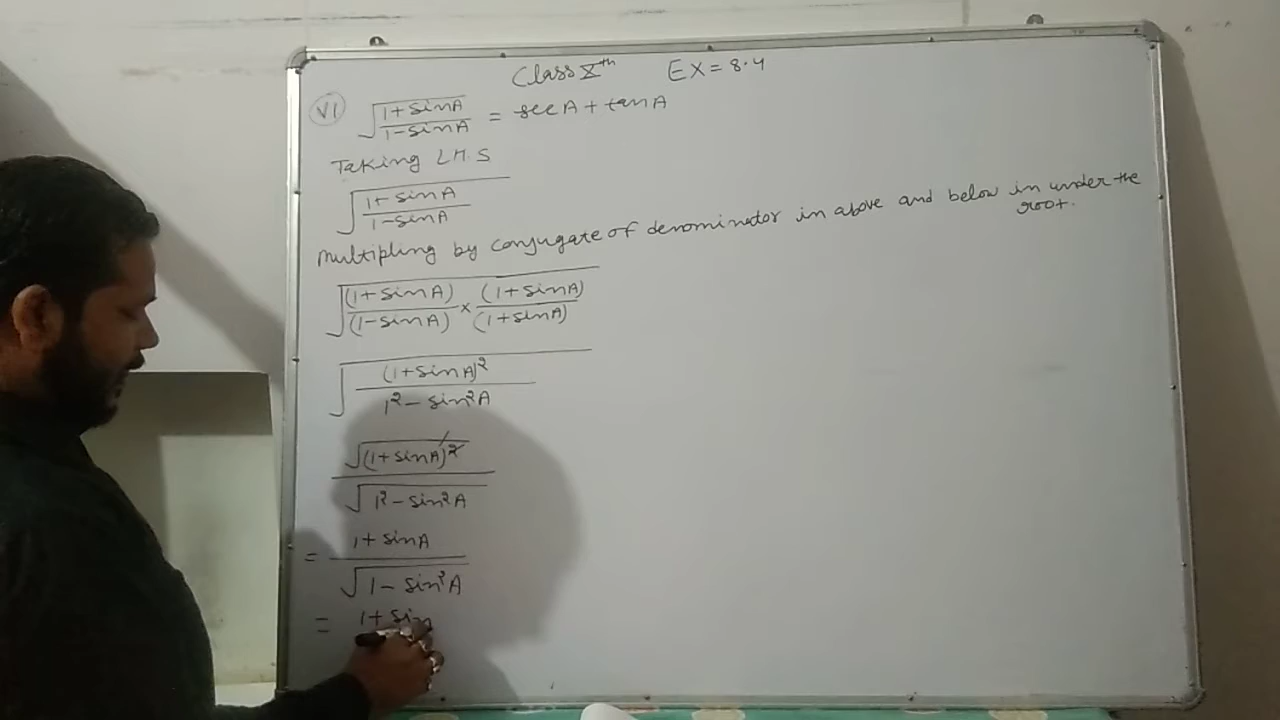 Class Xth EX = 8.4
VI √(1+sinA)/(1-sinA) = secA + tanA
Taking LH.S
√(1+sinA)/(1-sinA)
Multipling by conjugate of denominator in above and below in under the
root.
√(1+sinA)/(1-sinA) × (1+sinA)/(1+sinA)
√(1+sinA)²/1²-sin²A
√(1+sinA)²/√1²-sin²A
= 1+sinA/√1-sin²A
= 1+sin